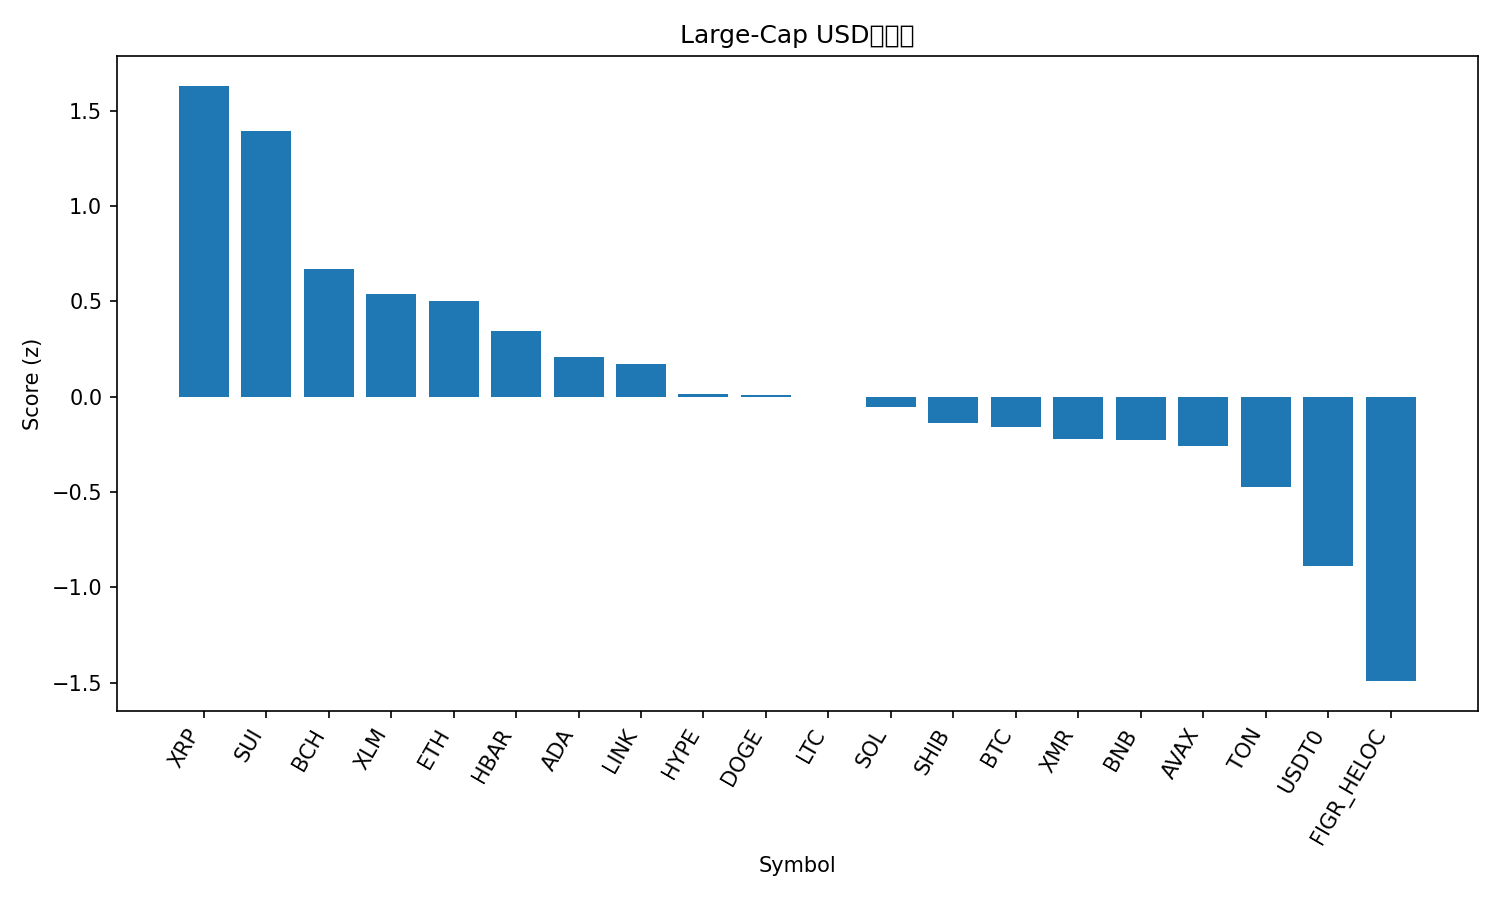 Large-Cap USD
Score (z)
1.5
1.0
0.5
0.0
−0.5
−1.0
−1.5
XRP
SUI
BCH
XLM
ETH
HBAR
ADA
LINK
HYPE
DOGE
LTC
SOL
SHIB
BTC
XMR
BNB
AVAX
TON
USDT0
FIGR_HELOC
Symbol